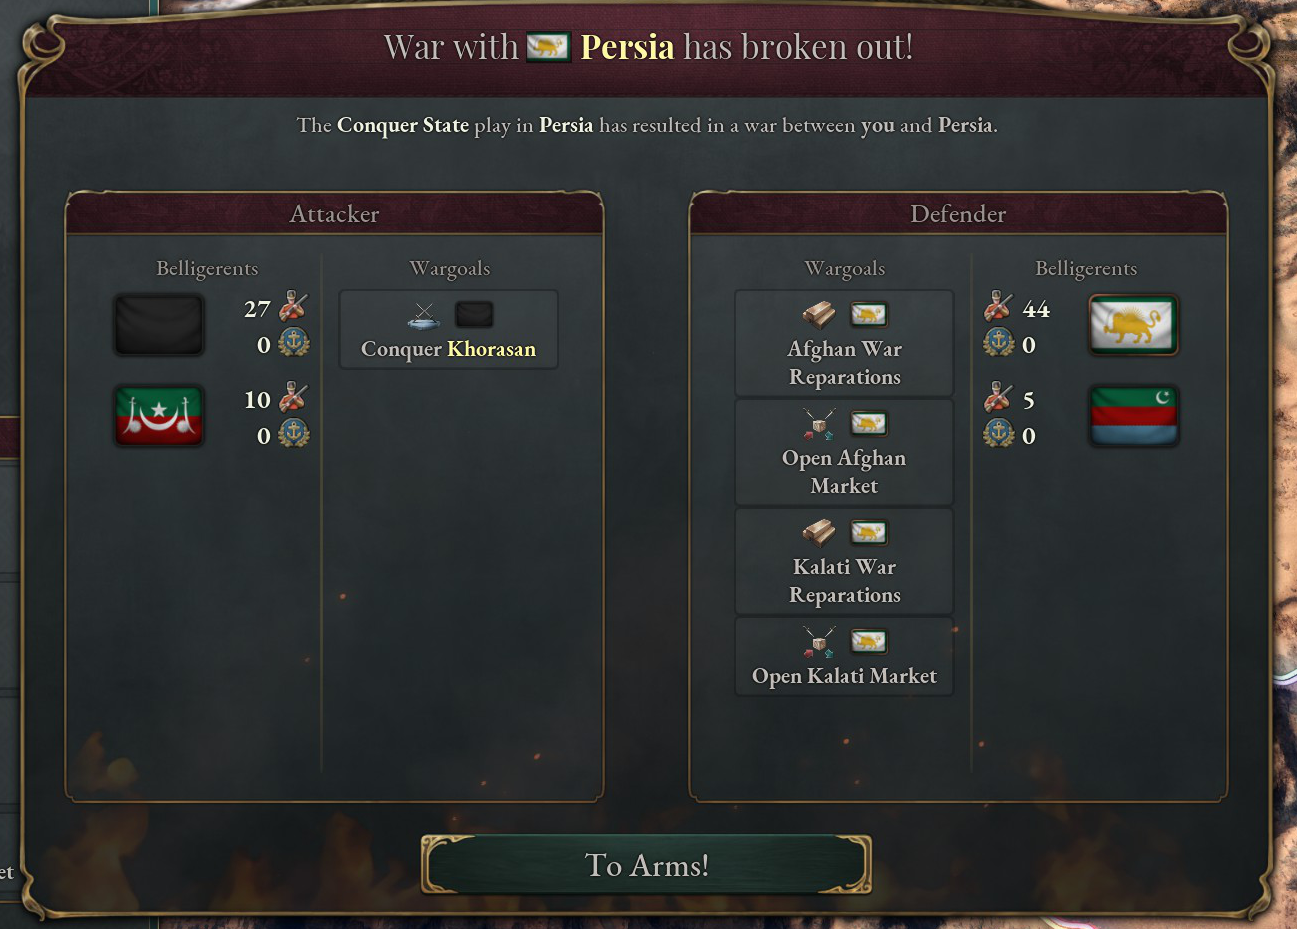 War with Persia has broken out!
The Conquer State play in Persia has resulted in a war between you and Persia.
Attacker
Belligerents
Wargoals
27
0
Conquer Khorasan
10
0
Defender
Wargoals
Belligerents
Afghan War
Reparations
44
0
Open Afghan
Market
5
0
Kalati War
Reparations
Open Kalati Market
et
To Arms!